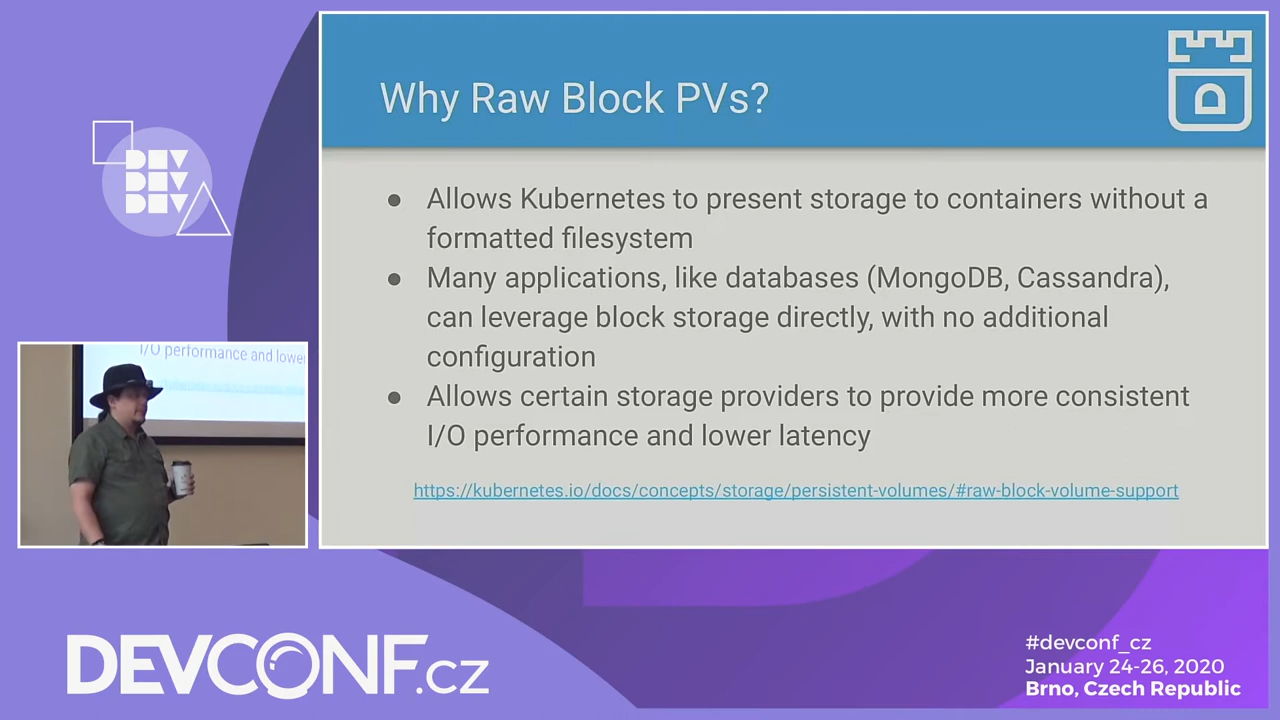 Why Raw Block PVs?
● Allows Kubernetes to present storage to containers without a
formatted filesystem
● Many applications, like databases (MongoDB, Cassandra),
can leverage block storage directly, with no additional
configuration
● Allows certain storage providers to provide more consistent
I/O performance and lower latency
https://kubernetes.io/docs/concepts/storage/persistent-volumes/#raw-block-volume-support
DEV
DEV
DEV
I/O performance and lower
DEVCONF.cz
#devconf_cz
January 24-26, 2020
Brno, Czech Republic